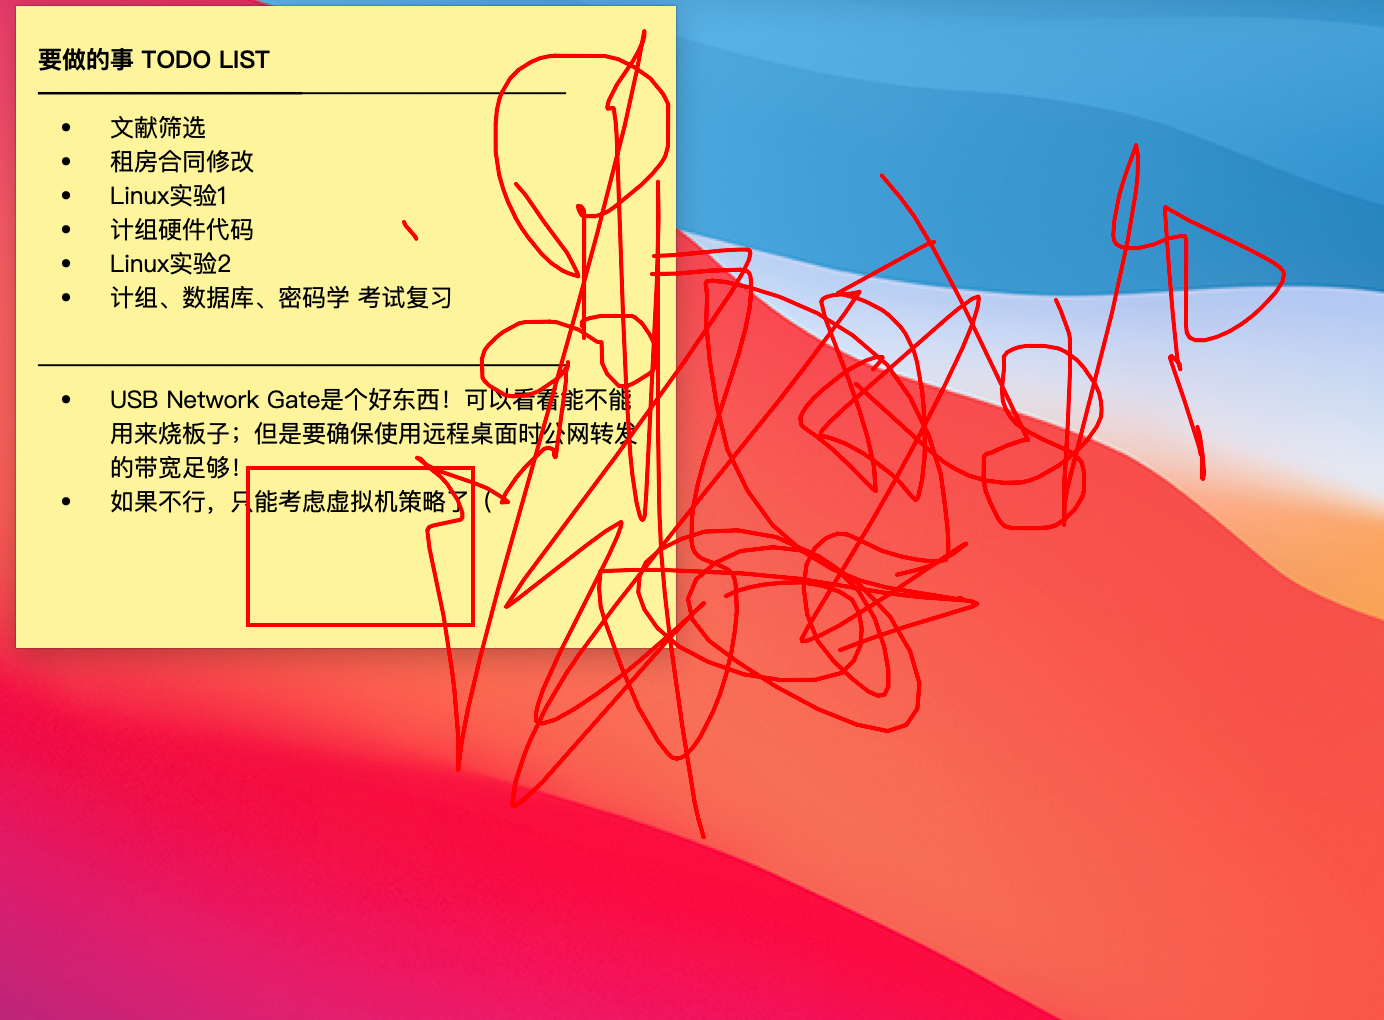 要做的事 TODO LIST
文献筛选
租房合同修改
Linux实验1
计组硬件代码
Linux实验2
计组、数据库、密码学 考试复习
USB Network Gate是个好东西！可以看看能不能
用来烧板子；但是要确保使用远程桌面时公网转发
的带宽足够！
如果不行，只能考虑虚拟机策略了（